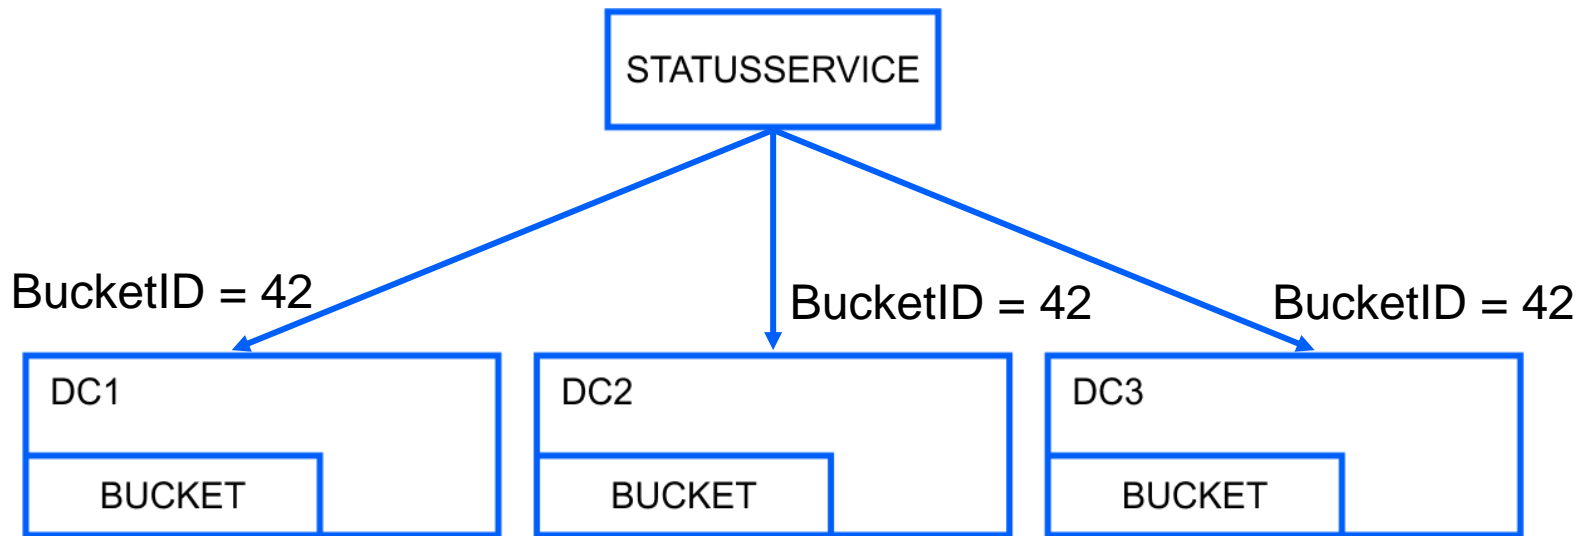 STATUSSERVICE
BucketID = 42
BucketID = 42
BucketID = 42
DC1
DC2
DC3
BUCKET
BUCKET
BUCKET